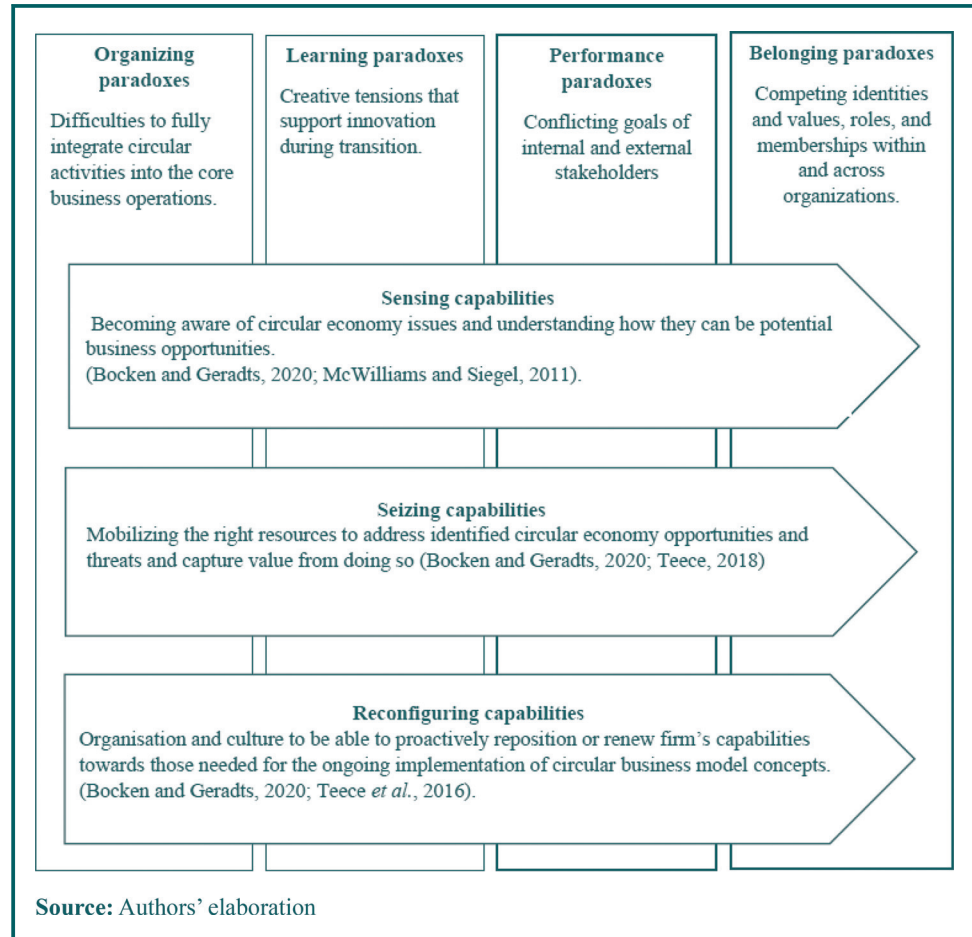 Organizing
paradoxes
Difficulties to fully
integrate circular
activities into the core
business operations.
Learning paradoxes
Creative tensions that
support innovation
during transition.
Performance
paradoxes
Conflicting goals of
internal and external
stakeholders
Belonging paradoxes
Competing identities
and values, roles, and
memberships within
and across
organizations.
Sensing capabilities
Becoming aware of circular economy issues and understanding how they can be potential
business opportunities.
(Bocken and Geradts, 2020; McWilliams and Siegel, 2011).
Seizing capabilities
Mobilizing the right resources to address identified circular economy opportunities and
threats and capture value from doing so (Bocken and Geradts, 2020; Teece, 2018)
Reconfiguring capabilities
Organisation and culture to be able to proactively reposition or renew firm’s capabilities
towards those needed for the ongoing implementation of circular business model concepts.
(Bocken and Geradts, 2020; Teece et al., 2016).
Source: Authors’ elaboration